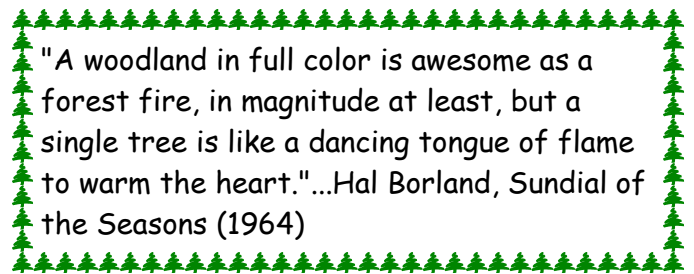 "A woodland in full color is awesome as a
forest fire, in magnitude at least, but a
single tree is like a dancing tongue of flame
to warm the heart."...Hal Borland, Sundial of
the Seasons (1964)